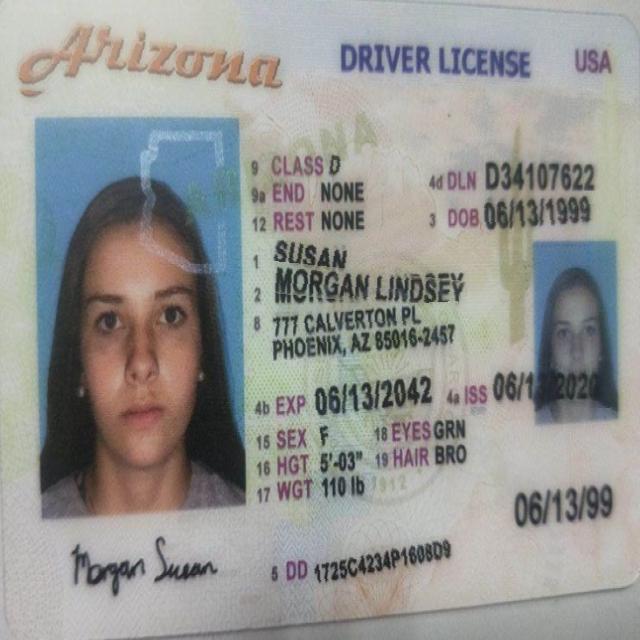 Arizona DRIVER LICENSE USA
9 CLASS D
4d DLN D34107622
9a END NONE
3 DOB 06/13/1999
12 REST NONE
1 SUSAN
2 MORGAN LINDSEY
8 777 CALVERTON PL
PHOENIX, AZ 85016-2457
4b EXP 06/13/2042 4a ISS 06/13/2020
15 SEX F 18 EYES GRN
16 HGT 5'-03" 19 HAIR BRO
17 WGT 110 lb
1912
06/13/99
Morgan Susan
5 DD 1725C4234P1608D9